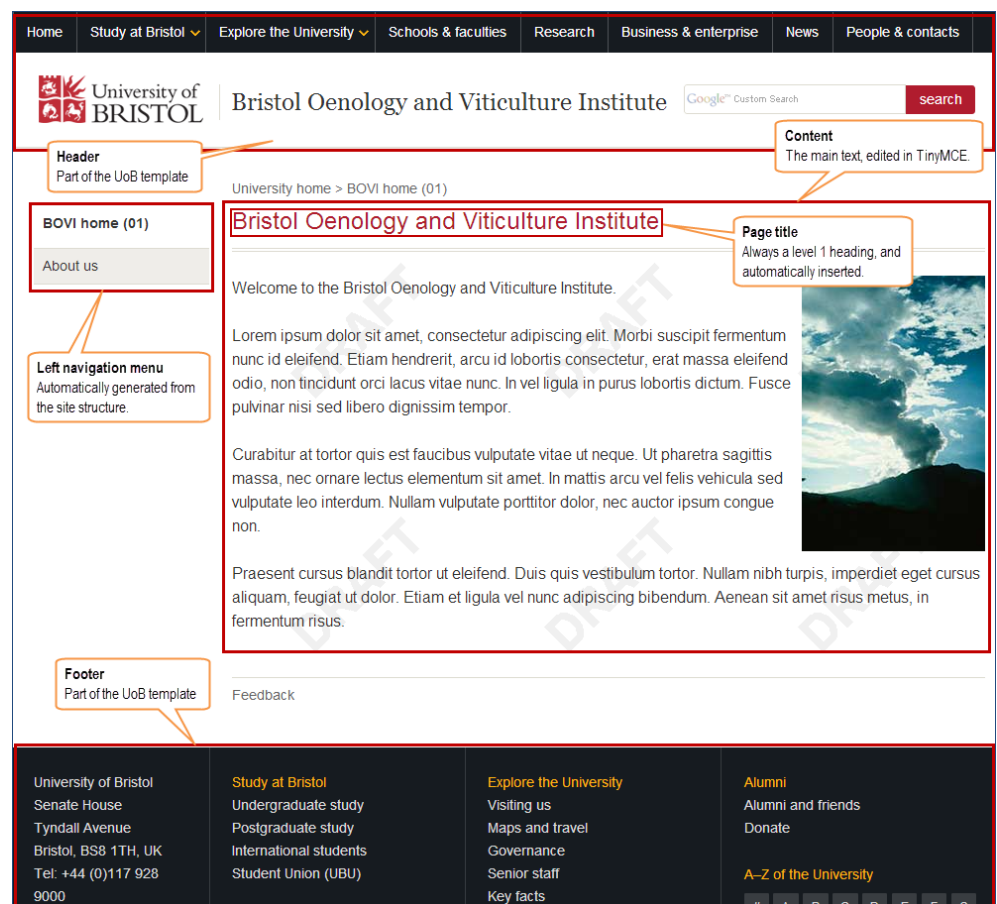 Home Study at Bristol Explore the University Schools & faculties Research Business & enterprise News People & contacts
University of
BRISTOL
Bristol Oenology and Viticulture Institute
Google™ Custom Search
search
Header
Part of the UoB template
Content
The main text, edited in TinyMCE.
University home > BOVI home (01)
BOVI home (01)
About us
Bristol Oenology and Viticulture Institute
Page title
Always a level 1 heading, and
automatically inserted.
Left navigation menu
Automatically generated from
the site structure.
Welcome to the Bristol Oenology and Viticulture Institute.
Lorem ipsum dolor sit amet, consectetur adipiscing elit. Morbi suscipit fermentum
nunc id eleifend. Etiam hendrerit, arcu id lobortis consectetur, erat massa eleifend
odio, non tincidunt orci lacus vitae nunc. In vel ligula in purus lobortis dictum. Fusce
pulvinar nisi sed libero dignissim tempor.
Curabitur at tortor quis est faucibus vulputate vitae ut neque. Ut pharetra sagittis
massa, nec ornare lectus elementum sit amet. In mattis arcu vel felis vehicula sed
vulputate leo interdum. Nullam vulputate porttitor dolor, nec auctor ipsum congue
non.
Praesent cursus blandit tortor ut eleifend. Duis quis vestibulum tortor. Nullam nibh turpis, imperdiet eget cursus
aliquam, feugiat ut dolor. Etiam et ligula vel nunc adipiscing bibendum. Aenean sit amet risus metus, in
fermentum risus.
DRAFT
DRAFT
DRAFT
DRAFT
DRAFT
Footer
Part of the UoB template
Feedback
University of Bristol
Senate House
Tyndall Avenue
Bristol, BS8 1TH, UK
Tel: +44 (0)117 928
9000
Study at Bristol
Undergraduate study
Postgraduate study
International students
Student Union (UBU)
Explore the University
Visiting us
Maps and travel
Governance
Senior staff
Key facts
Alumni
Alumni and friends
Donate
A–Z of the University